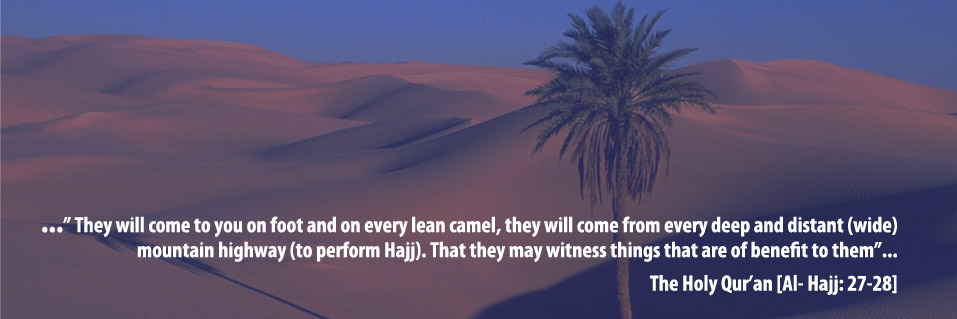 ..." They will come to you on foot and on every lean camel, they will come from every deep and distant (wide)
mountain highway (to perform Hajj). That they may witness things that are of benefit to them"...
The Holy Qur'an [Al- Hajj: 27-28]